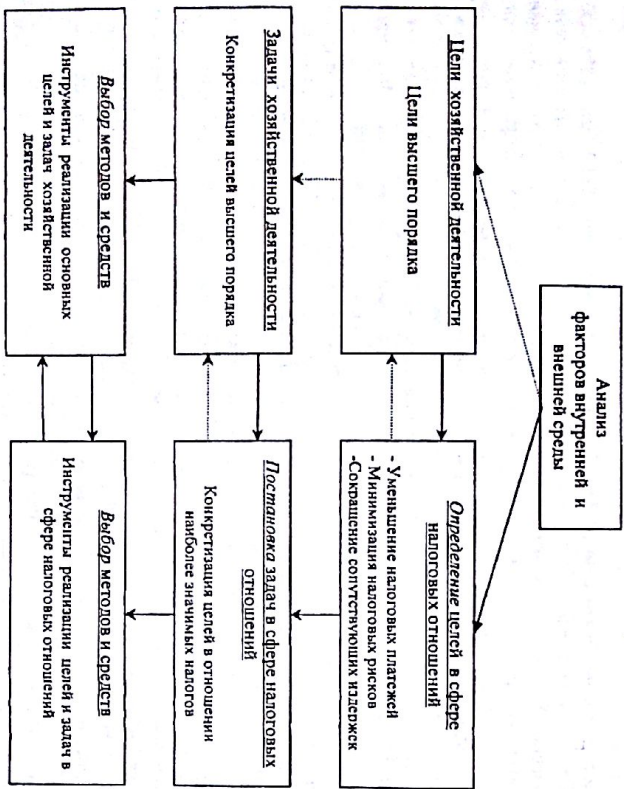 Анализ
факторов внутренней и
внешней среды
Цели хозяйственной деятельности
Цели высшего порядка
Определение целей в сфере
налоговых отношений
- Уменьшение налоговых платежей
- Минимизация налоговых рисков
-Сокращение сопутствующих издержек
Задачи хозяйственной деятельности
Конкретизация целей высшего порядка
Постановка задач в сфере налоговых
отношений
Конкретизация целей в отношении
наиболее значимых налогов
Выбор методов и средств
Инструменты реализации основных
целей и задач хозяйственной
деятельности
Выбор методов и средств
Инструменты реализации целей и задач в
сфере налоговых отношений